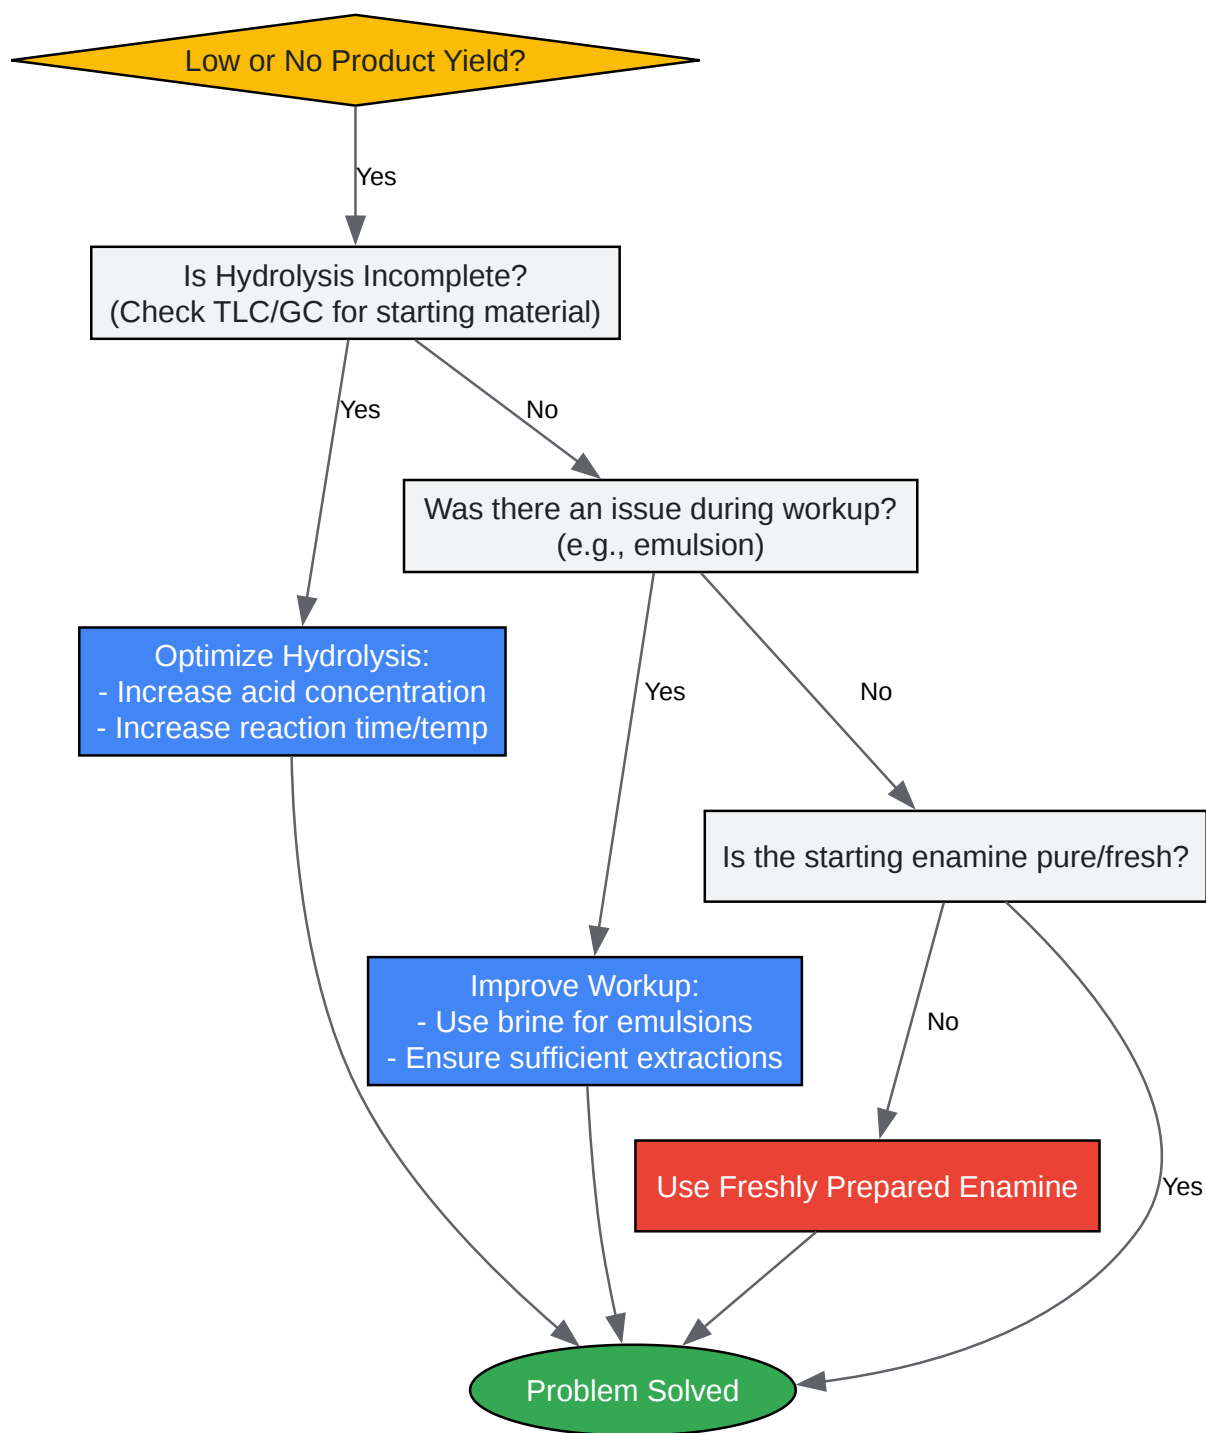 Low or No Product Yield?
Yes
Is Hydrolysis Incomplete?
(Check TLC/GC for starting material)
Yes
No
Was there an issue during workup?
(e.g., emulsion)
Optimize Hydrolysis:
- Increase acid concentration
- Increase reaction time/temp
Yes
No
Is the starting enamine pure/fresh?
Improve Workup:
- Use brine for emulsions
- Ensure sufficient extractions
No
Use Freshly Prepared Enamine
Yes
Problem Solved